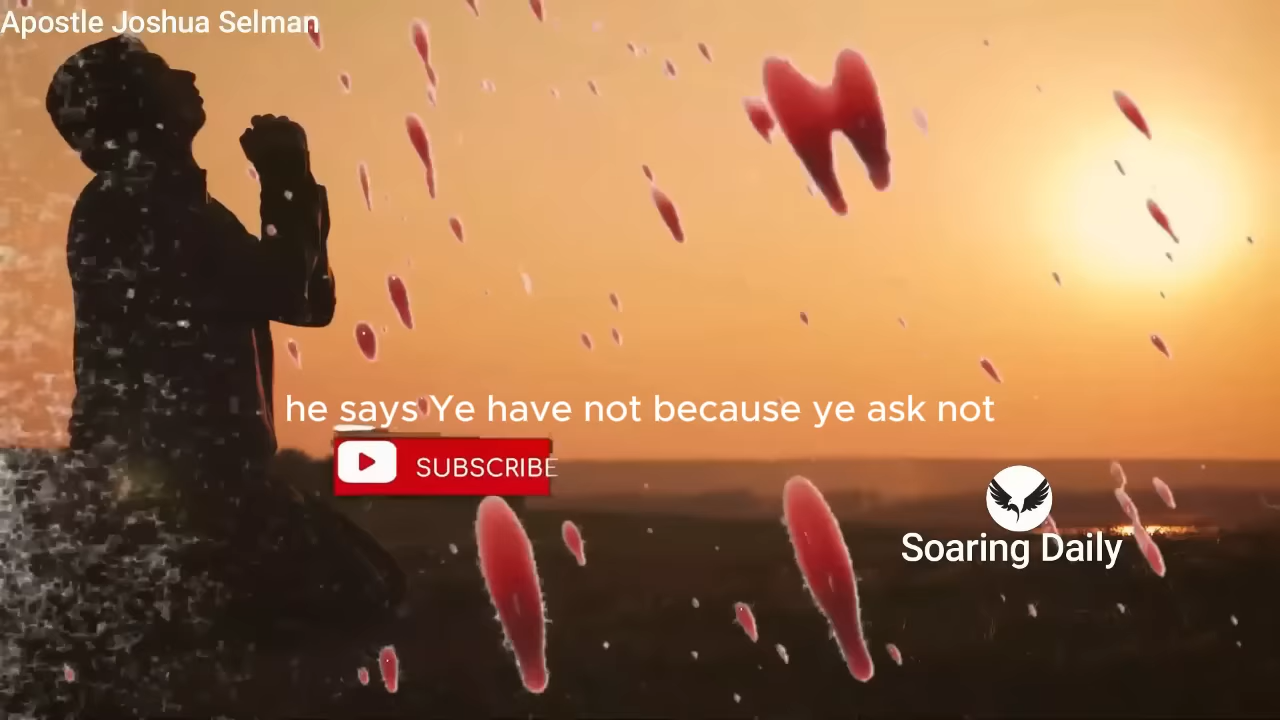 Apostle Joshua Selman
he says Ye have not because ye ask not
SUBSCRIBE
Soaring Daily